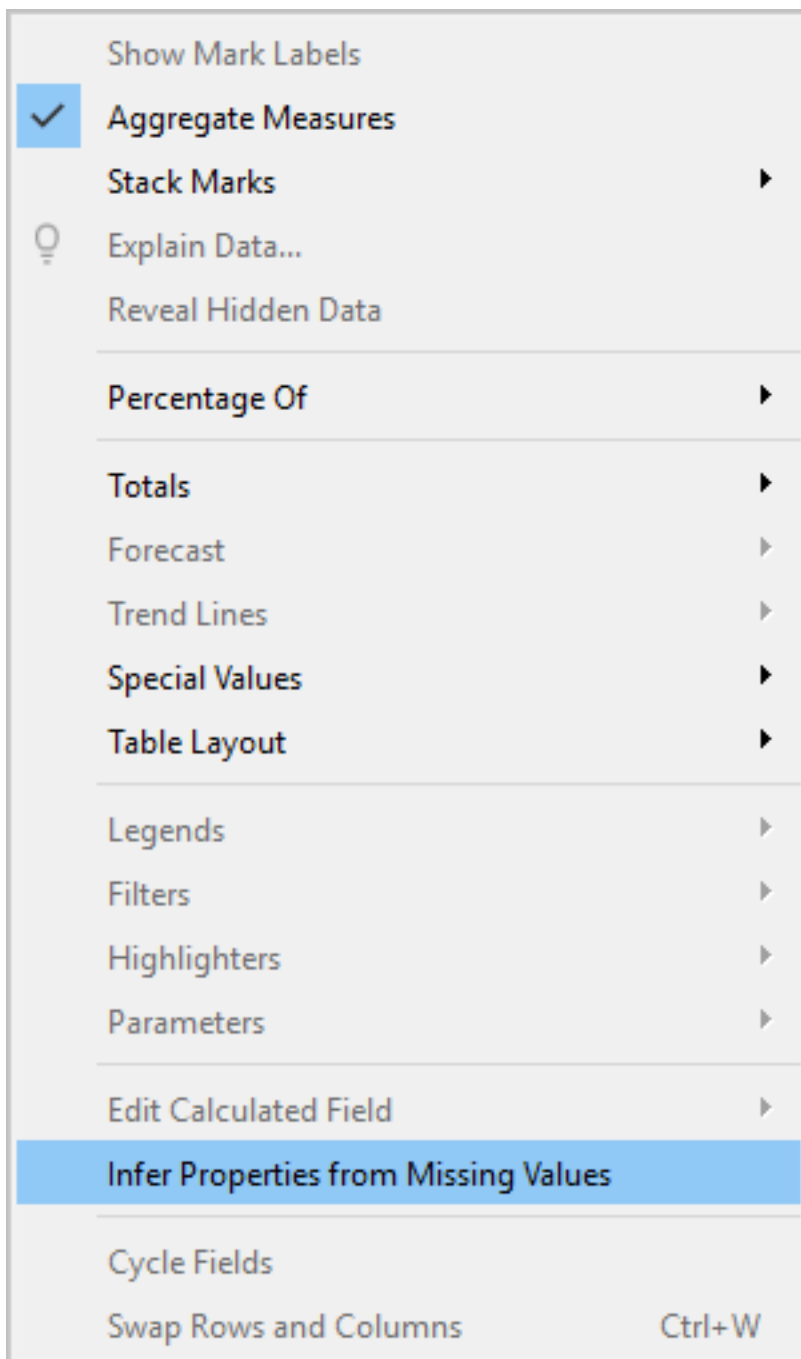 Show Mark Labels
Aggregate Measures
Stack Marks
Explain Data...
Reveal Hidden Data
Percentage Of
Totals
Forecast
Trend Lines
Special Values
Table Layout
Legends
Filters
Highlighters
Parameters
Edit Calculated Field
Infer Properties from Missing Values
Cycle Fields
Swap Rows and Columns Ctrl+W